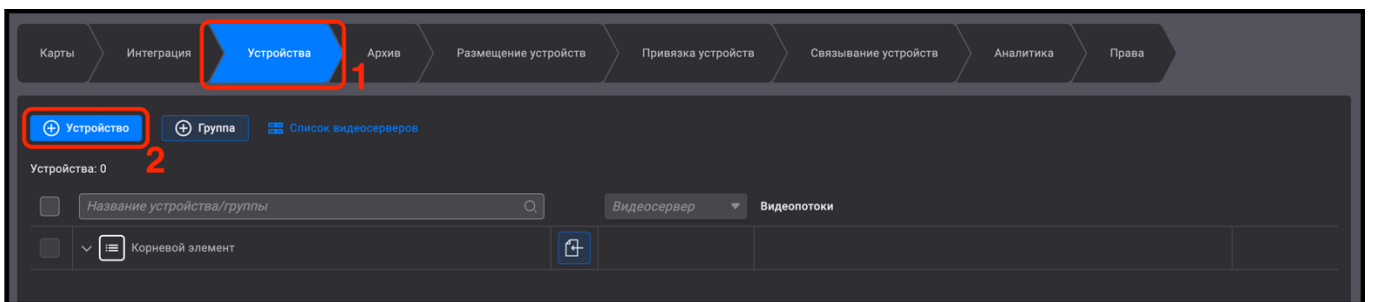 Карты Интеграция Устройства Архив Размещение устройств Привязка устройств Связывание устройств Аналитика Права
1
Устройство Группа Список видеосерверов
2
Устройства: 0
Название устройства/группы Видеосервер Видеопотоки
Корневой элемент